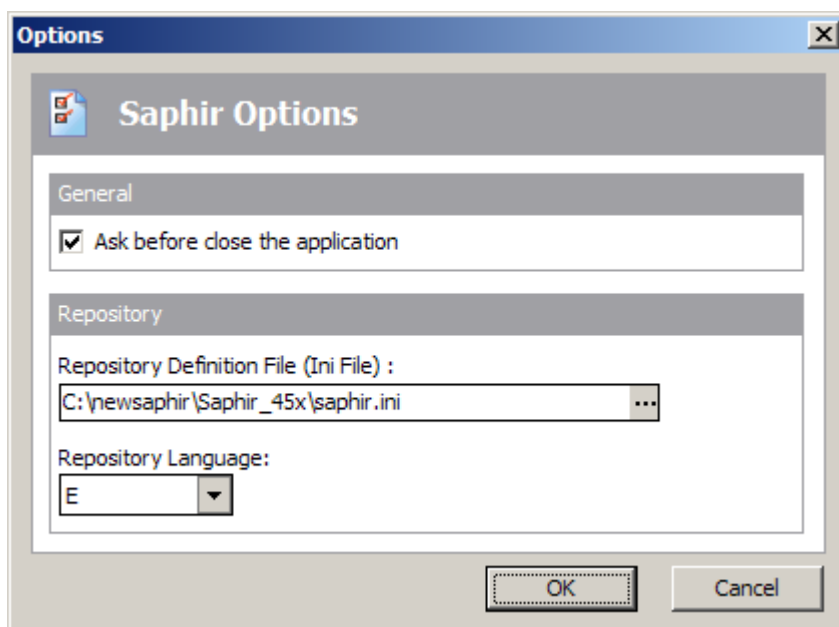 Options
Saphir Options
General
Ask before close the application
Repository
Repository Definition File (Ini File) :
C:\newsaphir\Saphir_45x\saphir.ini
...
Repository Language:
E
OK Cancel